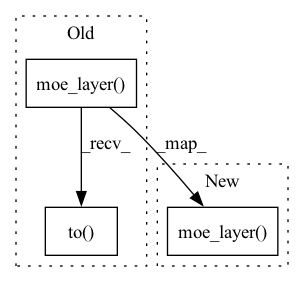 Old
moe_layer()
_recv_
_map_
New
to()
moe_layer()